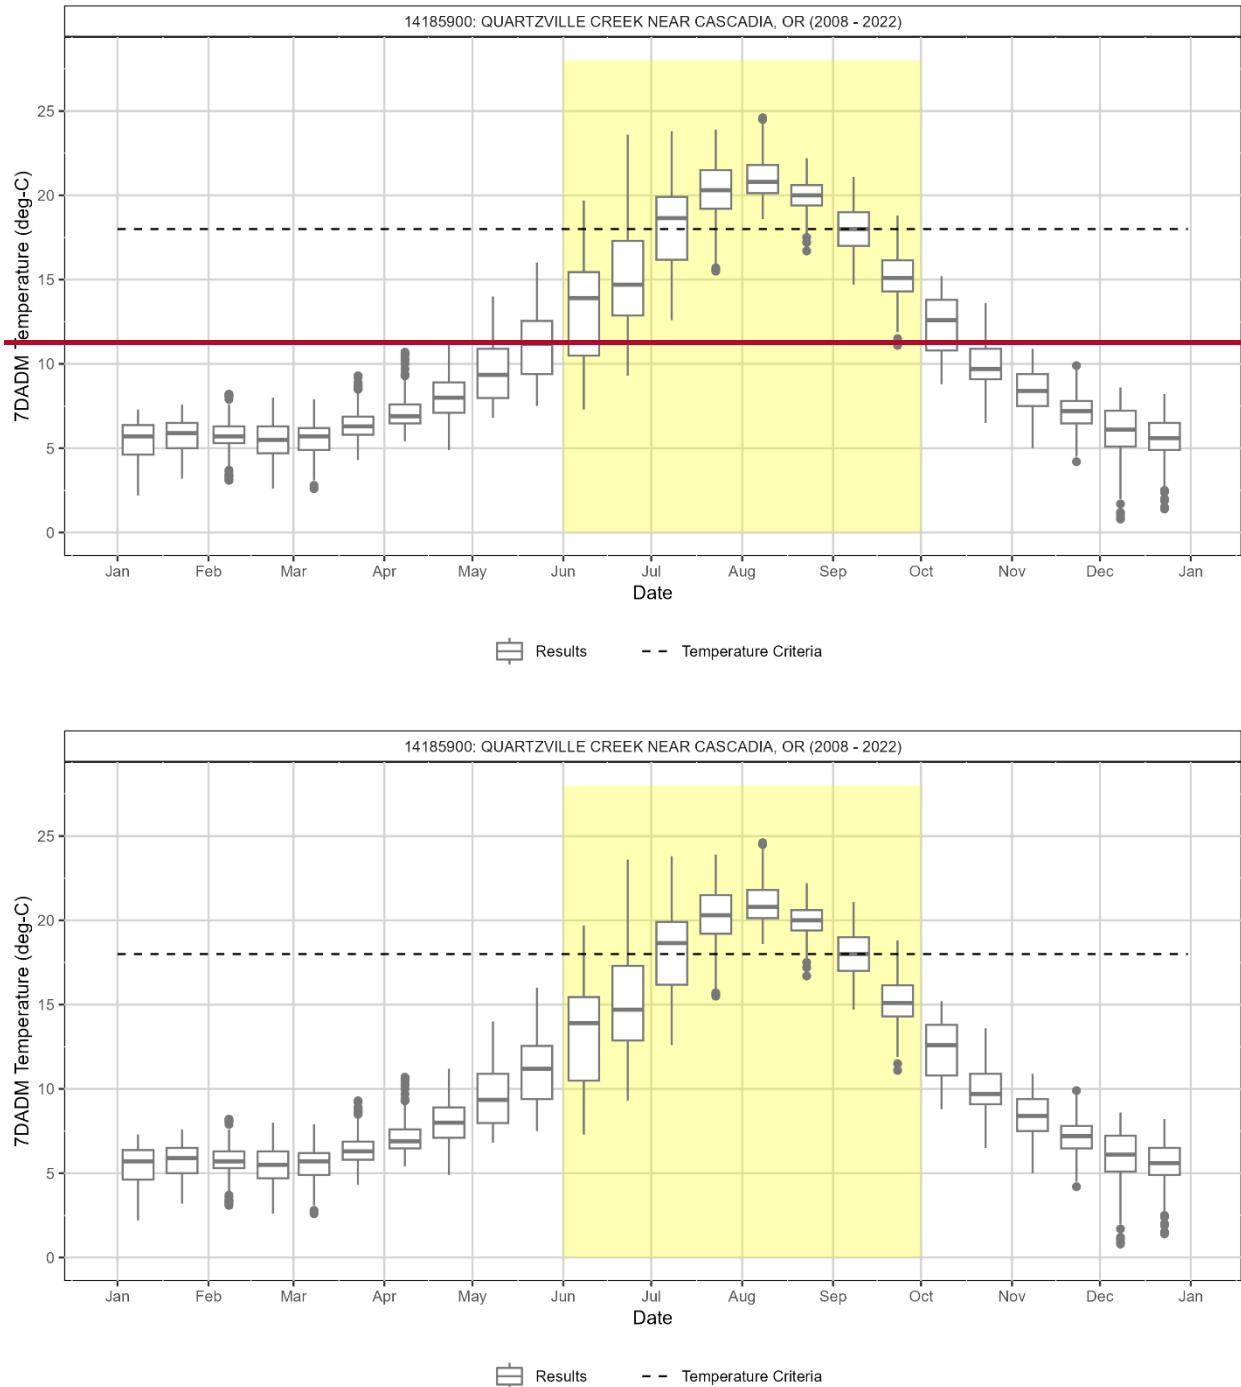 14185900: QUARTZVILLE CREEK NEAR CASCADIA, OR (2008 - 2022)
25
20
15
10
5
0
7DADM Temperature (deg-C)
Jan Feb Mar Apr May Jun Jul Aug Sep Oct Nov Dec Jan
Date
Results Temperature Criteria
14185900: QUARTZVILLE CREEK NEAR CASCADIA, OR (2008 - 2022)
25
20
15
10
5
0
7DADM Temperature (deg-C)
Jan Feb Mar Apr May Jun Jul Aug Sep Oct Nov Dec Jan
Date
Results Temperature Criteria